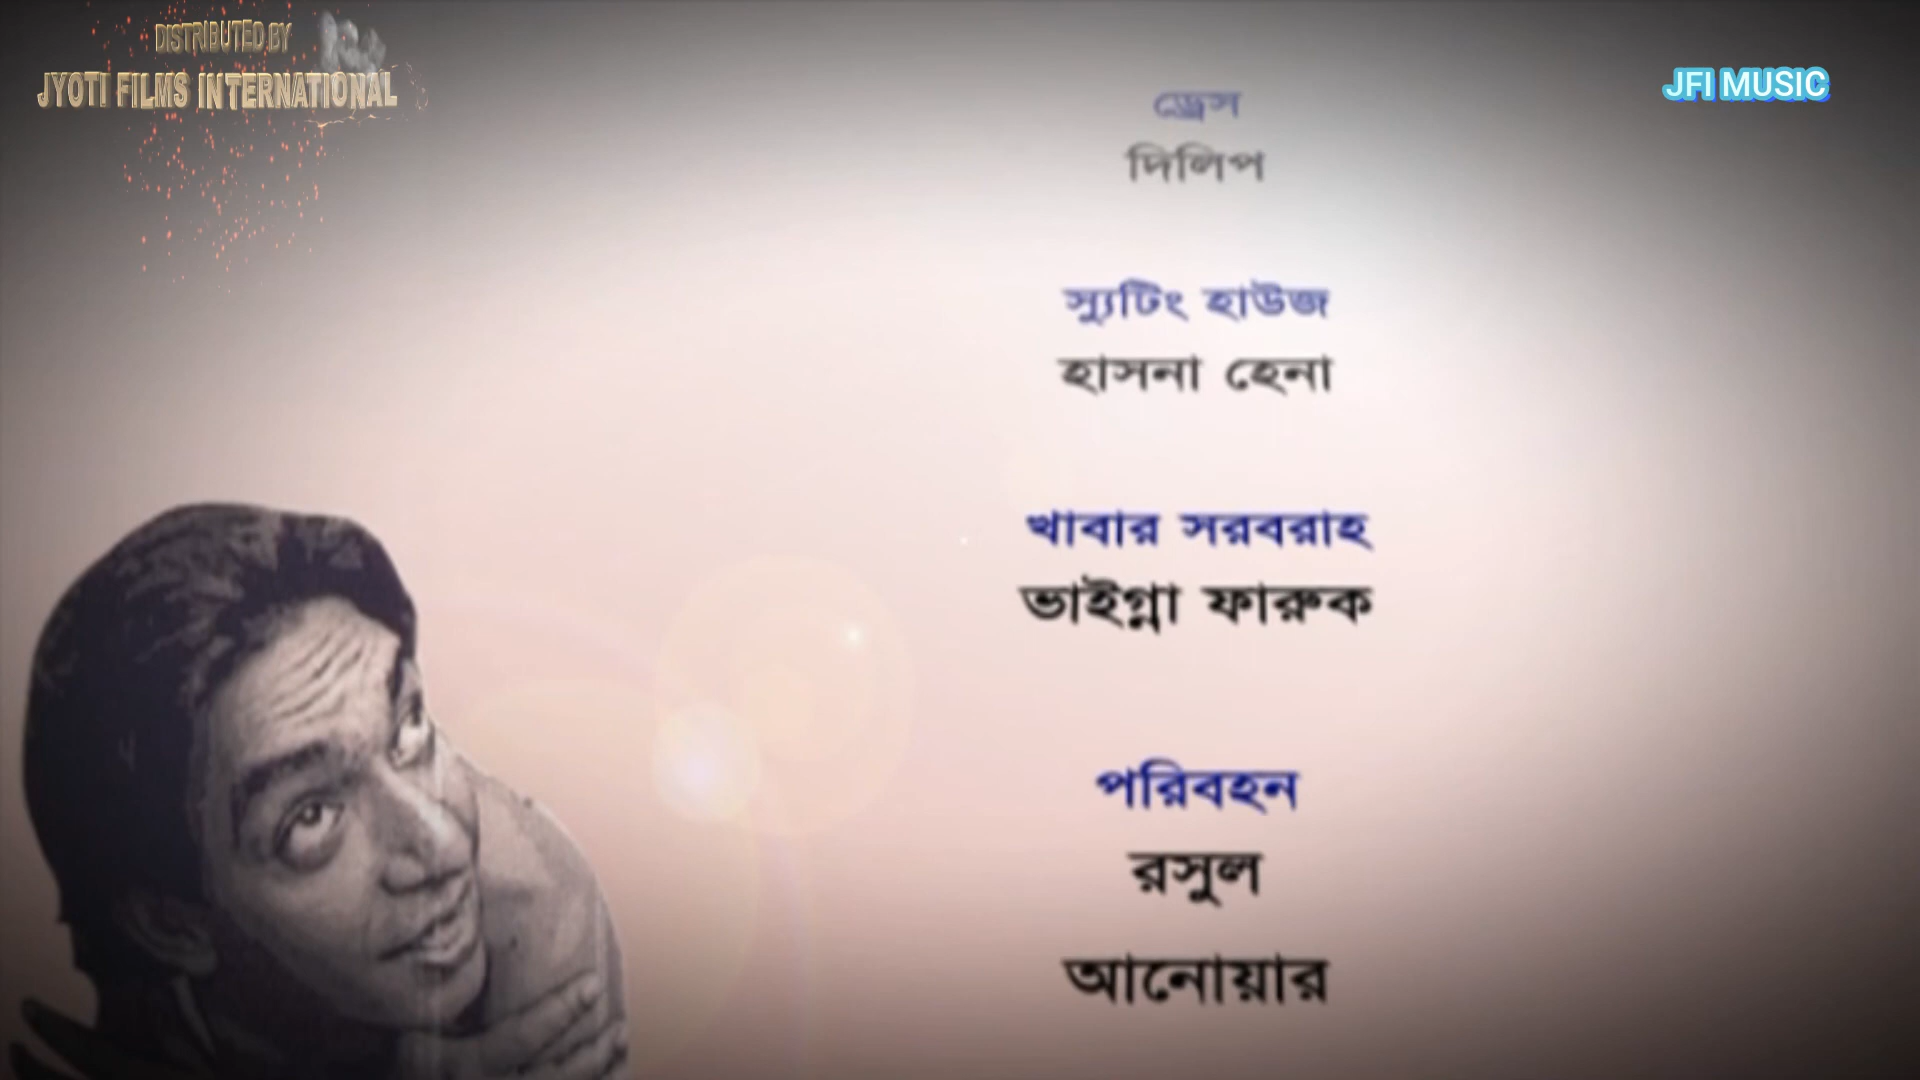 DISTRIBUTED BY
JYOTI FILMS INTERNATIONAL
JFI MUSIC
ড্রেস
দিলিপ
স্যুটিং হাউজ
হাসনা হেনা
খাবার সরবরাহ
ভাইগ্না ফারুক
পরিবহন
রসুল
আনোয়ার